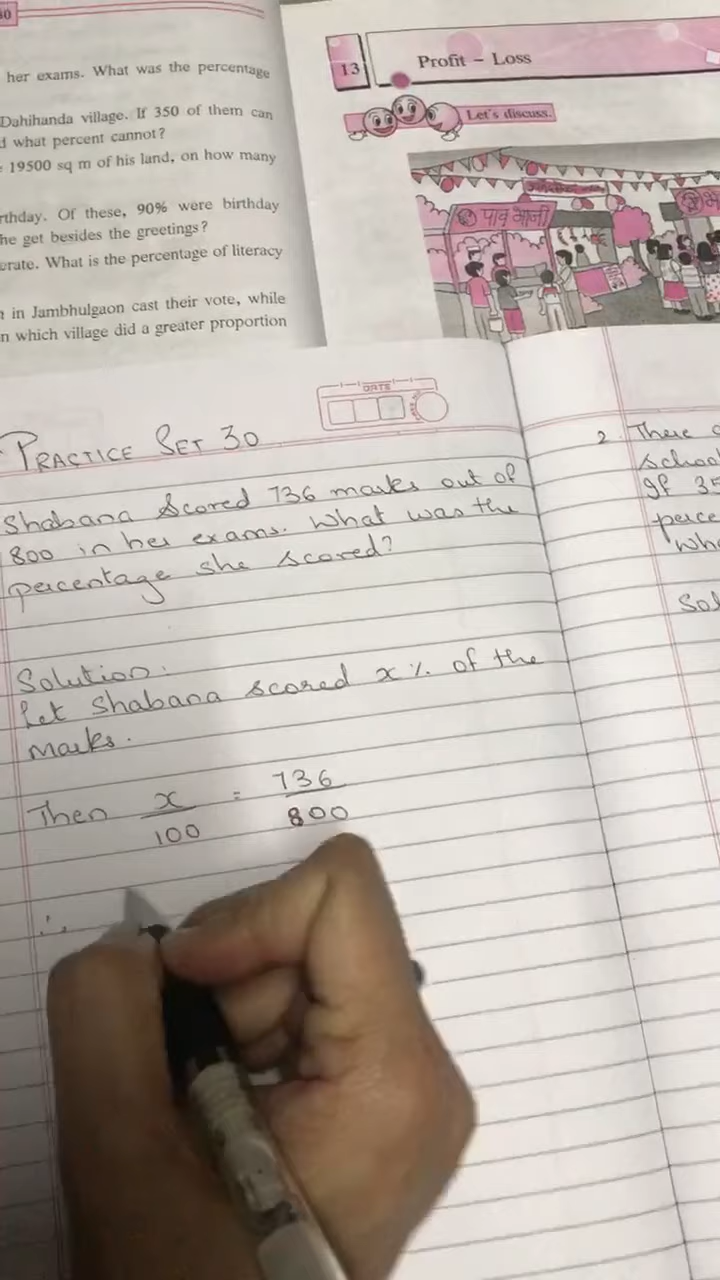 30
her exams. What was the percentage
Dahihanda village. If 350 of them can
what percent cannot?
19500 sq m of his land, on how many
Of these, 90% were birthday
he get besides the greetings?
What is the percentage of literacy
in Jambhulgaon cast their vote, while
which village did a greater proportion
13
Profit – Loss
Let's discuss.
पाव भाजी
DATE
PRACTICE SET 30
Shabana scored 736 marks out of
800 in her exams. What was the
percentage she scored?
Solution:
Let Shabana scored x% of the
marks.
Then x/100 = 736/800
∴
2. There
school
If 35
perce
wh
Sol